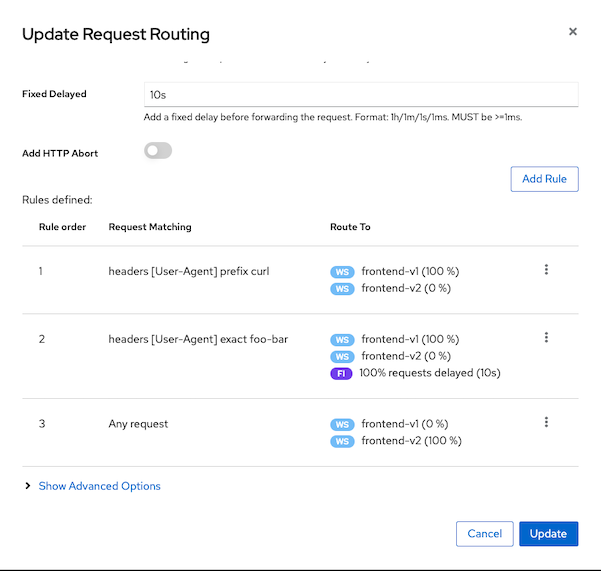 Update Request Routing
×
Fixed Delayed
10s
Add a fixed delay before forwarding the request. Format: 1h/1m/1s/1ms. MUST be >=1ms.
Add HTTP Abort
Add Rule
Rules defined:
Rule order Request Matching Route To
1 headers [User-Agent] prefix curl WS frontend-v1 (100 %)
WS frontend-v2 (0 %)
2 headers [User-Agent] exact foo-bar WS frontend-v1 (100 %)
WS frontend-v2 (0 %)
FI 100% requests delayed (10s)
3 Any request WS frontend-v1 (0 %)
WS frontend-v2 (100 %)
Show Advanced Options
Cancel Update